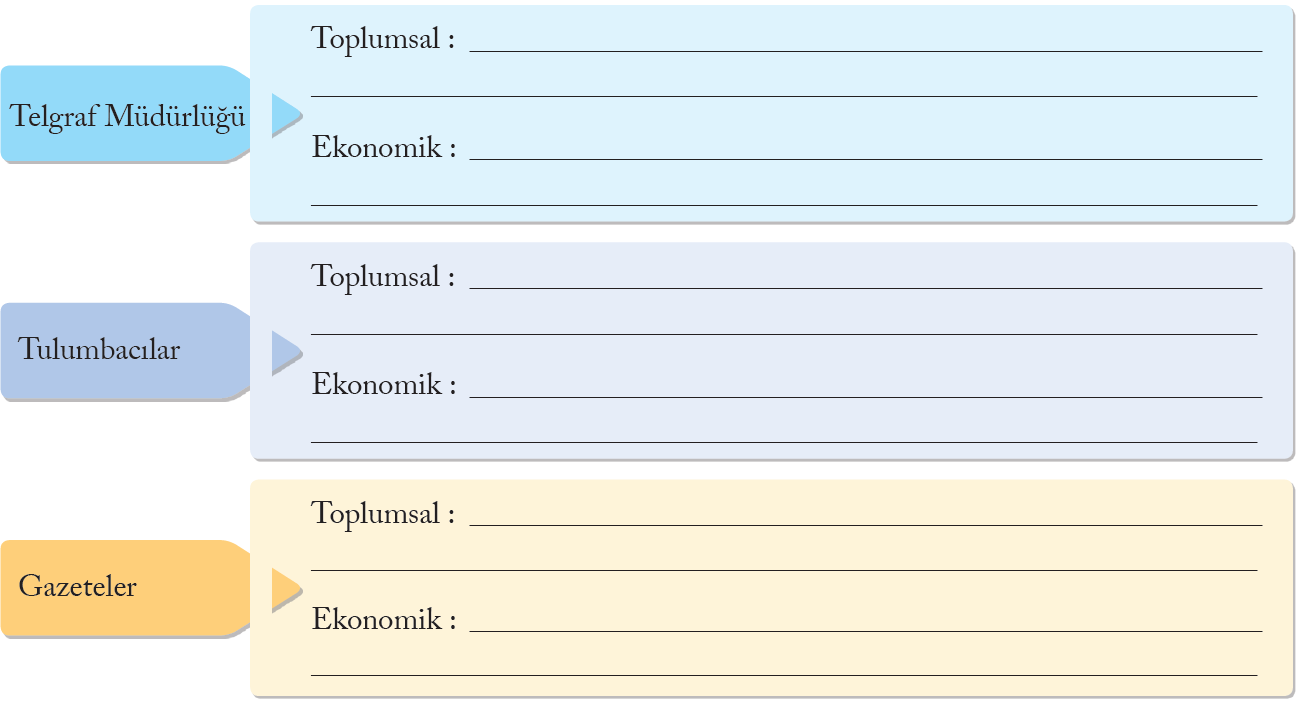 Telgraf Müdürlüğü
Toplumsal :
Ekonomik :
Tulumbacılar
Toplumsal :
Ekonomik :
Gazeteler
Toplumsal :
Ekonomik :